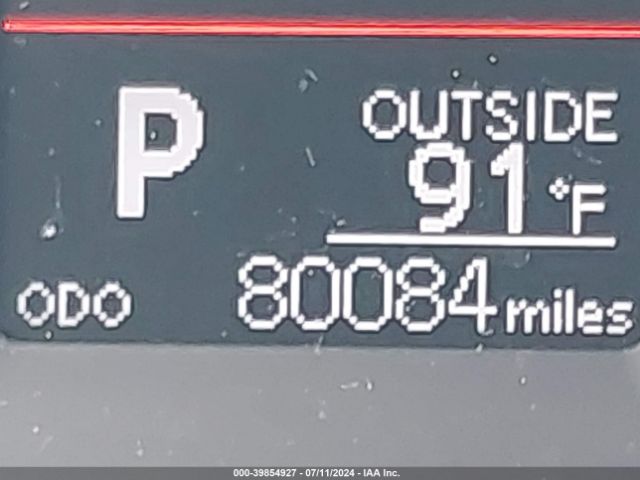 P
OUTSIDE
91 °F
ODO 80084 miles
000-39854927 - 07/11/2024 - IAA Inc.